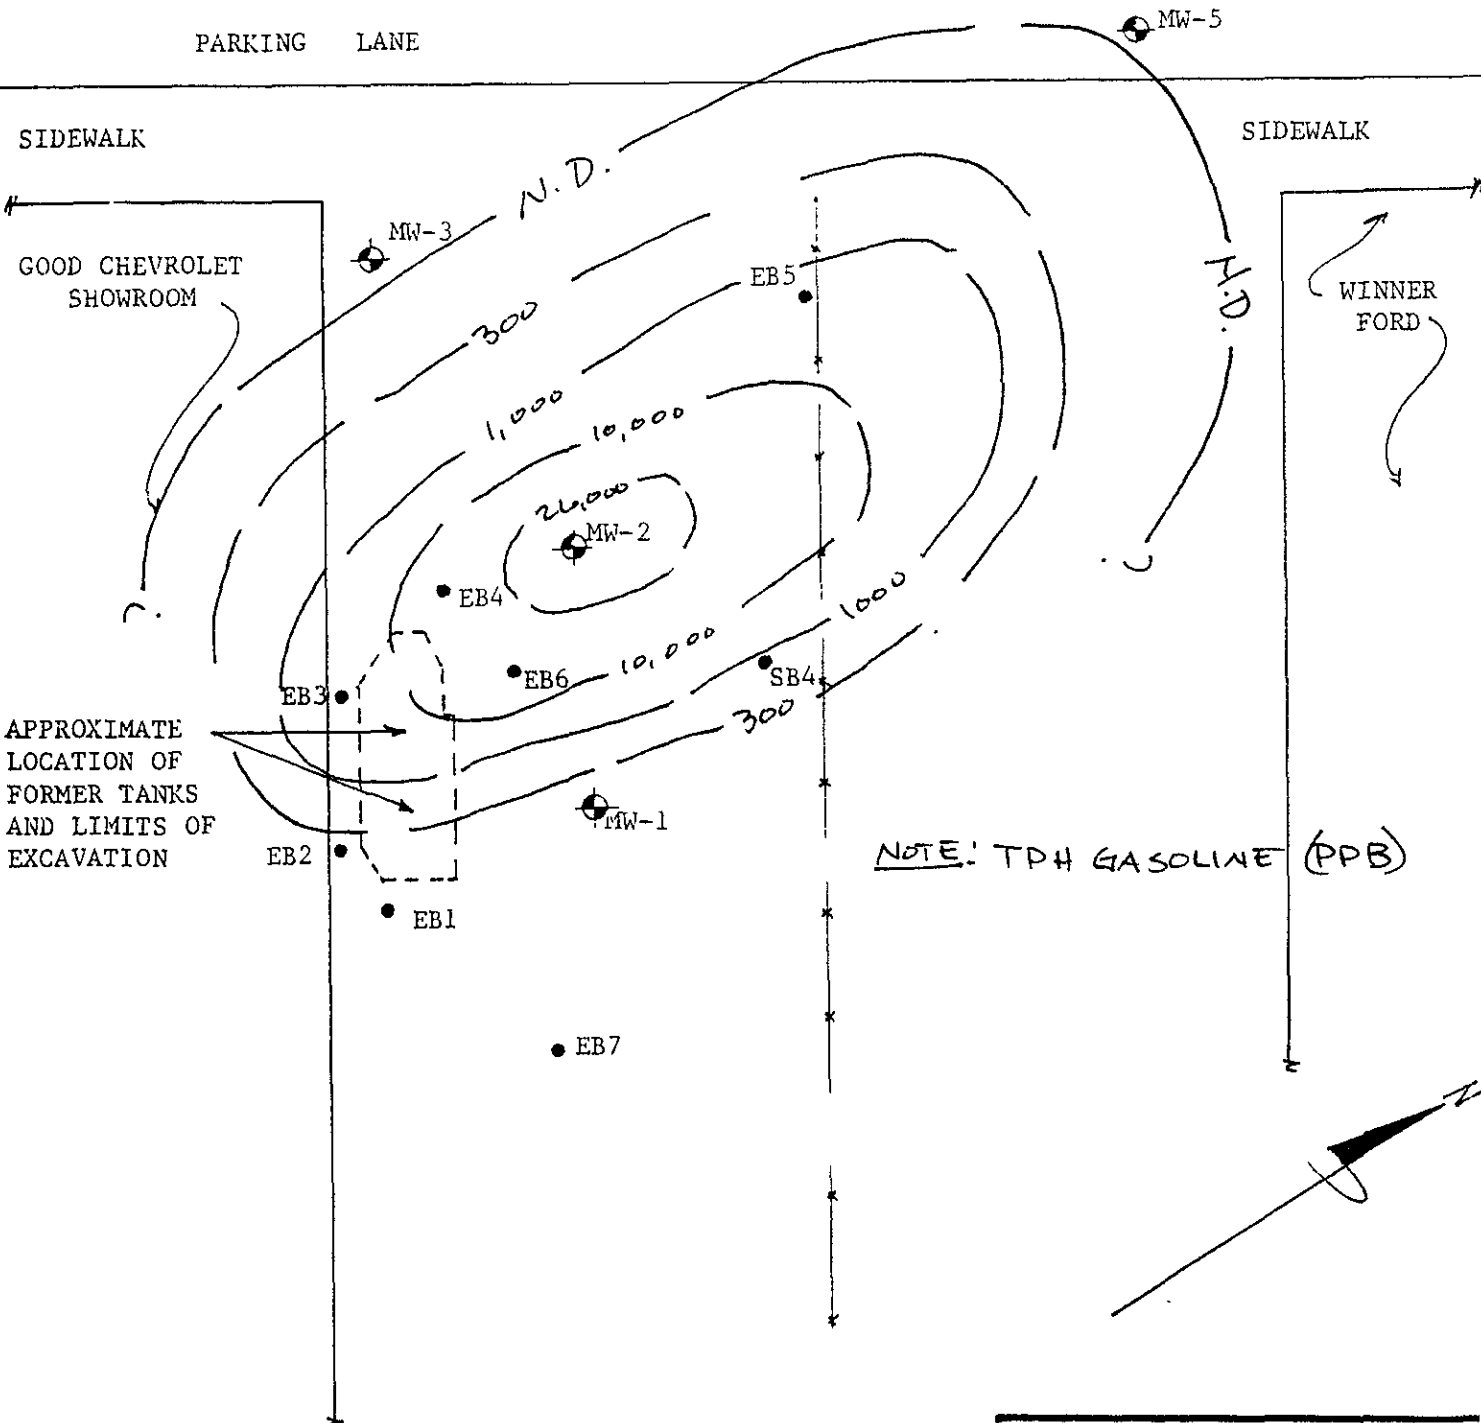 PARKING LANE
MW-5
SIDEWALK
SIDEWALK
N.D.
MW-3
GOOD CHEVROLET
SHOWROOM
N.D.
WINNER
FORD
EB5
300
1,000
10,000
26,000
MW-2
EB4
?
?
1000
10,000
EB6
SB4
EB3
300
APPROXIMATE
LOCATION OF
FORMER TANKS
AND LIMITS OF
EXCAVATION
MW-1
EB2
NOTE: TPH GASOLINE (PPB)
EB1
EB7
N